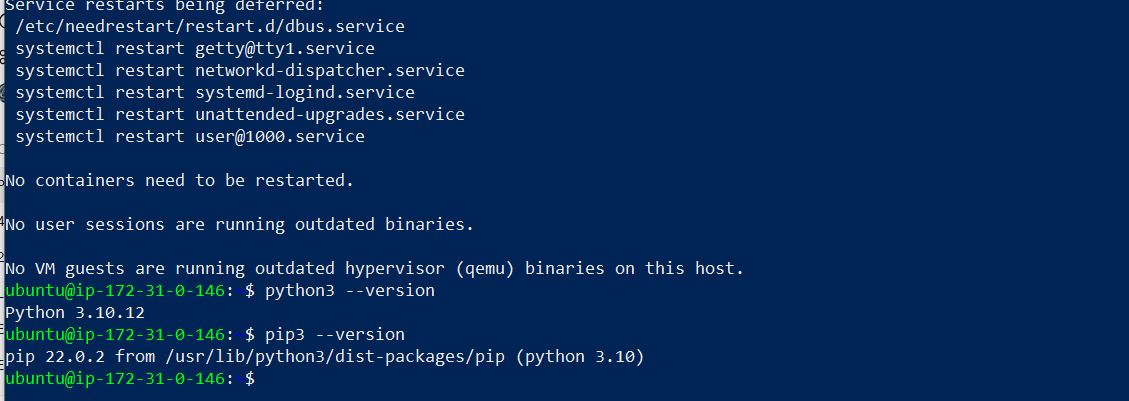 Service restarts being deferred:
/etc/needrestart/restart.d/dbus.service
systemctl restart getty@tty1.service
systemctl restart networkd-dispatcher.service
systemctl restart systemd-logind.service
systemctl restart unattended-upgrades.service
systemctl restart user@1000.service
No containers need to be restarted.
No user sessions are running outdated binaries.
No VM guests are running outdated hypervisor (qemu) binaries on this host.
ubuntu@ip-172-31-0-146: $ python3 --version
Python 3.10.12
ubuntu@ip-172-31-0-146: $ pip3 --version
pip 22.0.2 from /usr/lib/python3/dist-packages/pip (python 3.10)
ubuntu@ip-172-31-0-146: $